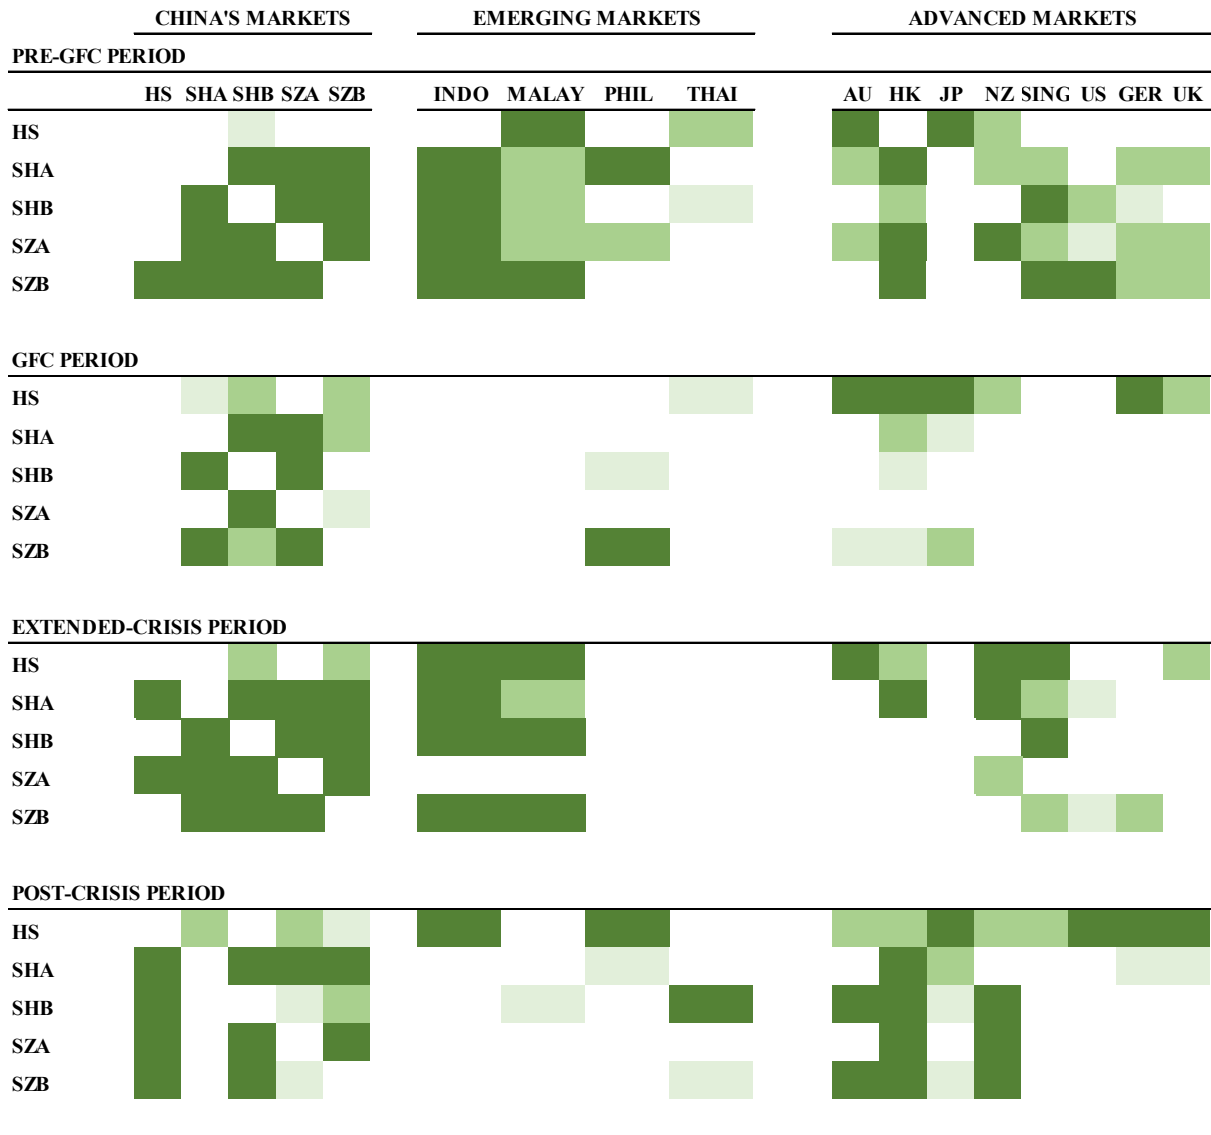 CHINA'S MARKETS EMERGING MARKETS ADVANCED MARKETS
PRE-GFC PERIOD
HS SHA SHB SZA SZB INDO MALAY PHIL THAI AU HK JP NZ SING US GER UK
HS
SHA
SHB
SZA
SZB
GFC PERIOD
HS
SHA
SHB
SZA
SZB
EXTENDED-CRISIS PERIOD
HS
SHA
SHB
SZA
SZB
POST-CRISIS PERIOD
HS
SHA
SHB
SZA
SZB